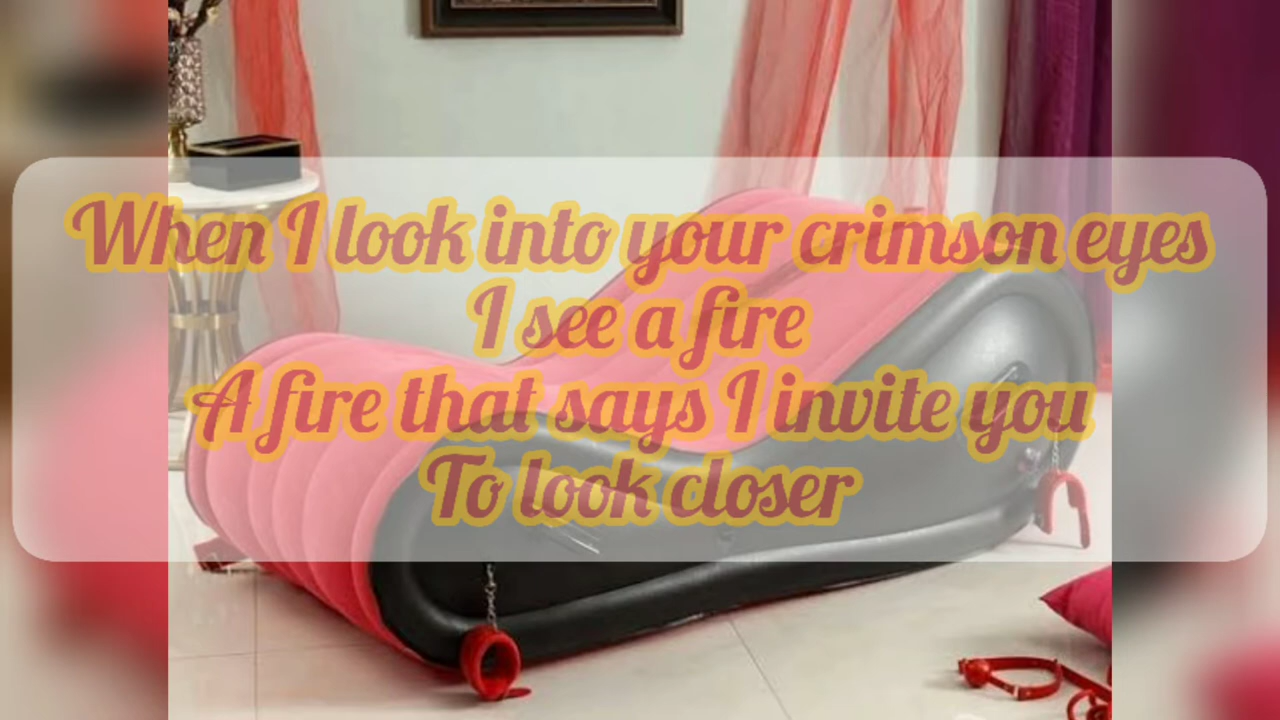 When I look into your crimson eyes
I see a fire
A fire that says I invite you
To look closer